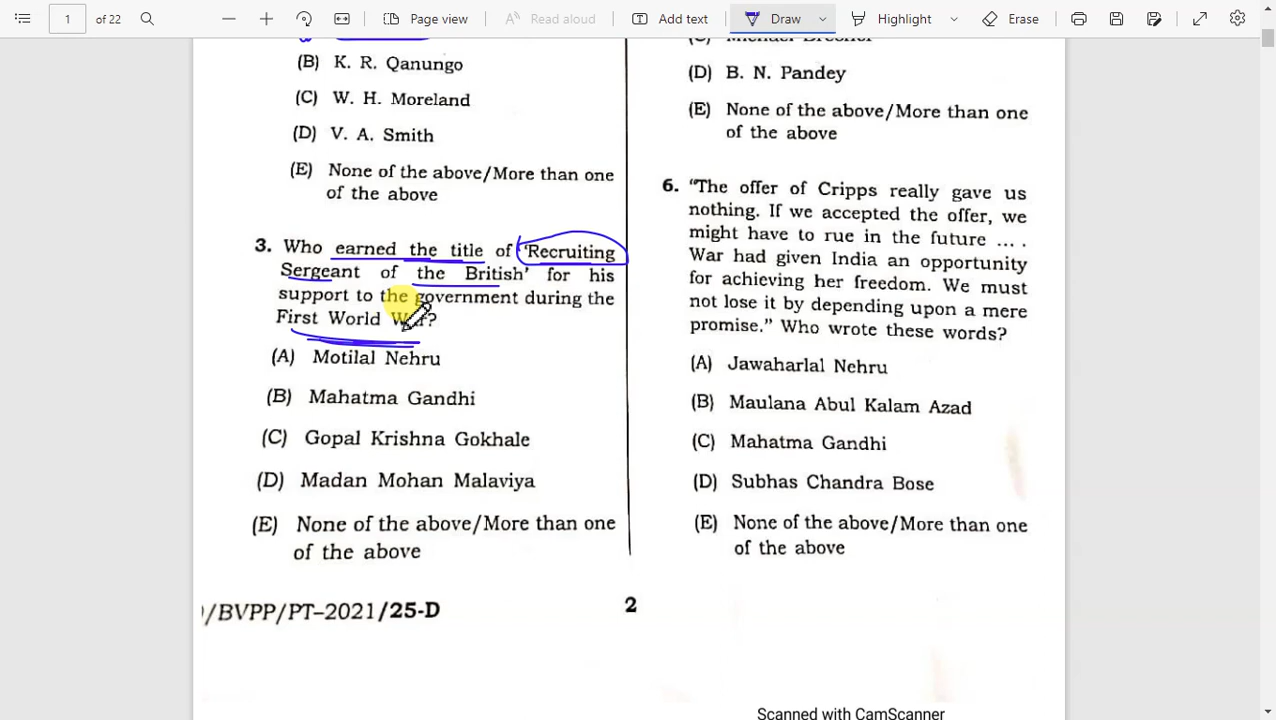 1 of 22 Page view Read aloud Add text Draw Highlight Erase
(B) K. R. Qanungo
(C) W. H. Moreland
(D) V. A. Smith
(E) None of the above/More than one
of the above
3. Who earned the title of 'Recruiting
Sergeant of the British' for his
support to the government during the
First World War?
(A) Motilal Nehru
(B) Mahatma Gandhi
(C) Gopal Krishna Gokhale
(D) Madan Mohan Malaviya
(E) None of the above/More than one
of the above
(D) B. N. Pandey
(E) None of the above/More than one
of the above
6. "The offer of Cripps really gave us
nothing. If we accepted the offer, we
might have to rue in the future ... .
War had given India an opportunity
for achieving her freedom. We must
not lose it by depending upon a mere
promise." Who wrote these words?
(A) Jawaharlal Nehru
(B) Maulana Abul Kalam Azad
(C) Mahatma Gandhi
(D) Subhas Chandra Bose
(E) None of the above/More than one
of the above
)/BVPP/PT–2021/25-D
2
Scanned with CamScanner